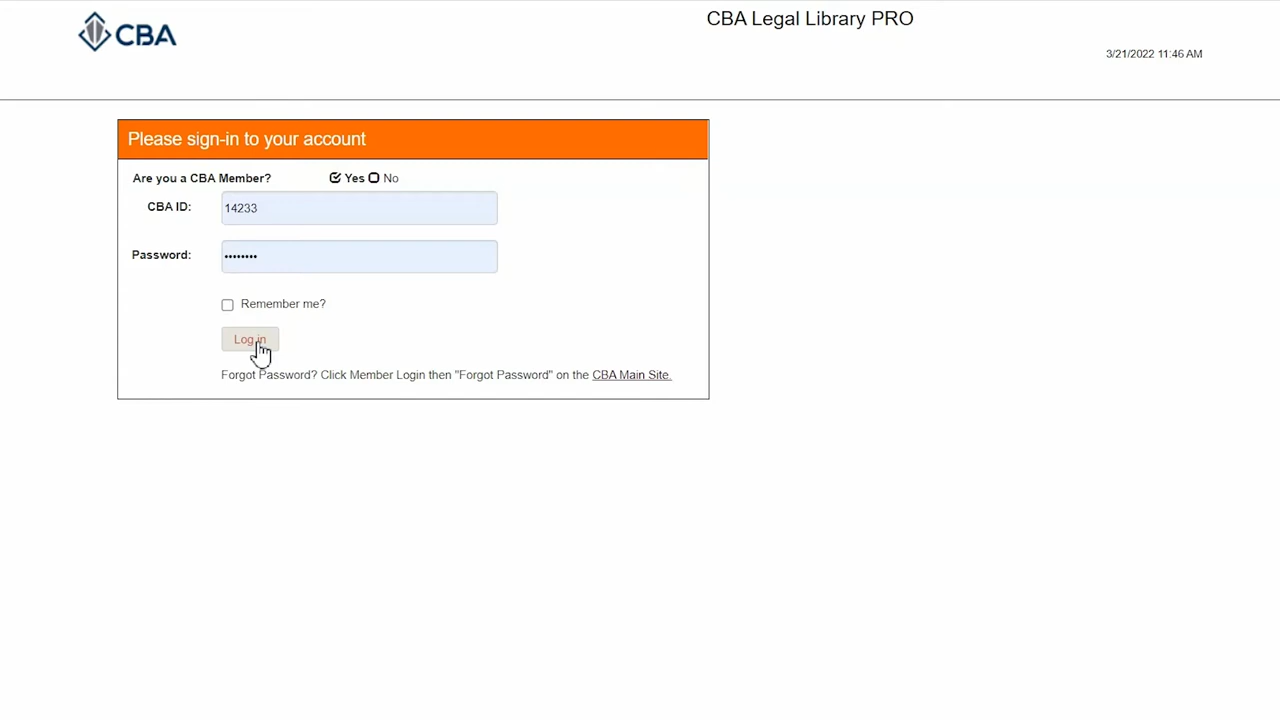 CBA
CBA Legal Library PRO
3/21/2022 11:46 AM
Please sign-in to your account
Are you a CBA Member? Yes No
CBA ID: 14233
Password: ••••••••
Remember me?
Log in
Forgot Password? Click Member Login then "Forgot Password" on the CBA Main Site.